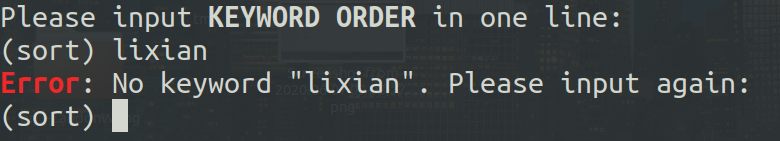 Please input KEYWORD ORDER in one line:
(sort) lixian
Error: No keyword "lixian". Please input again:
(sort)